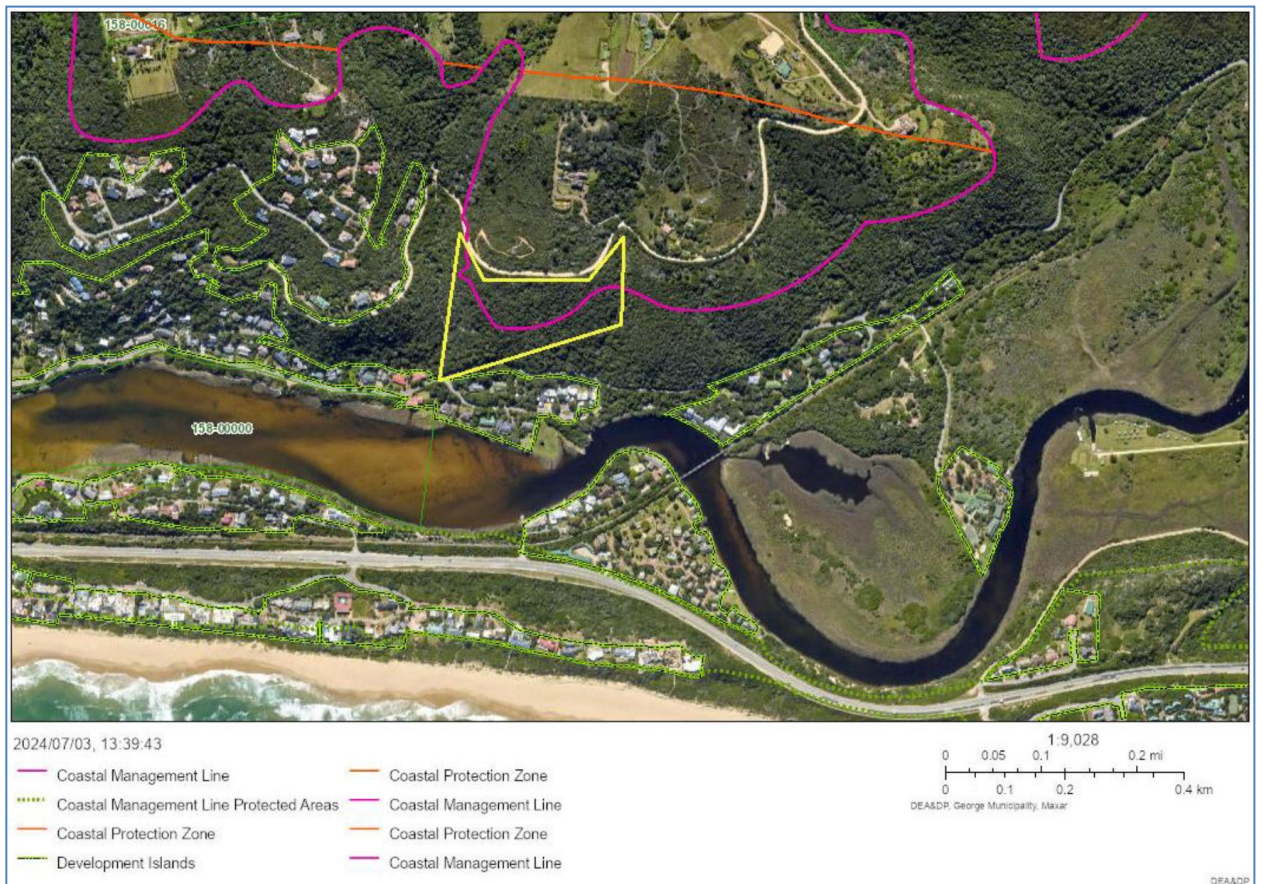 158-00016
158-00000
2024/07/03, 13:39:43
Coastal Management Line
Coastal Management Line Protected Areas
Coastal Protection Zone
Development Islands
Coastal Protection Zone
Coastal Management Line
Coastal Protection Zone
Coastal Management Line
1:9,028
0 0.05 0.1 0.2 mi
0 0.1 0.2 0.4 km
DEA&DP, George Municipality, Maxar
DEA&DP